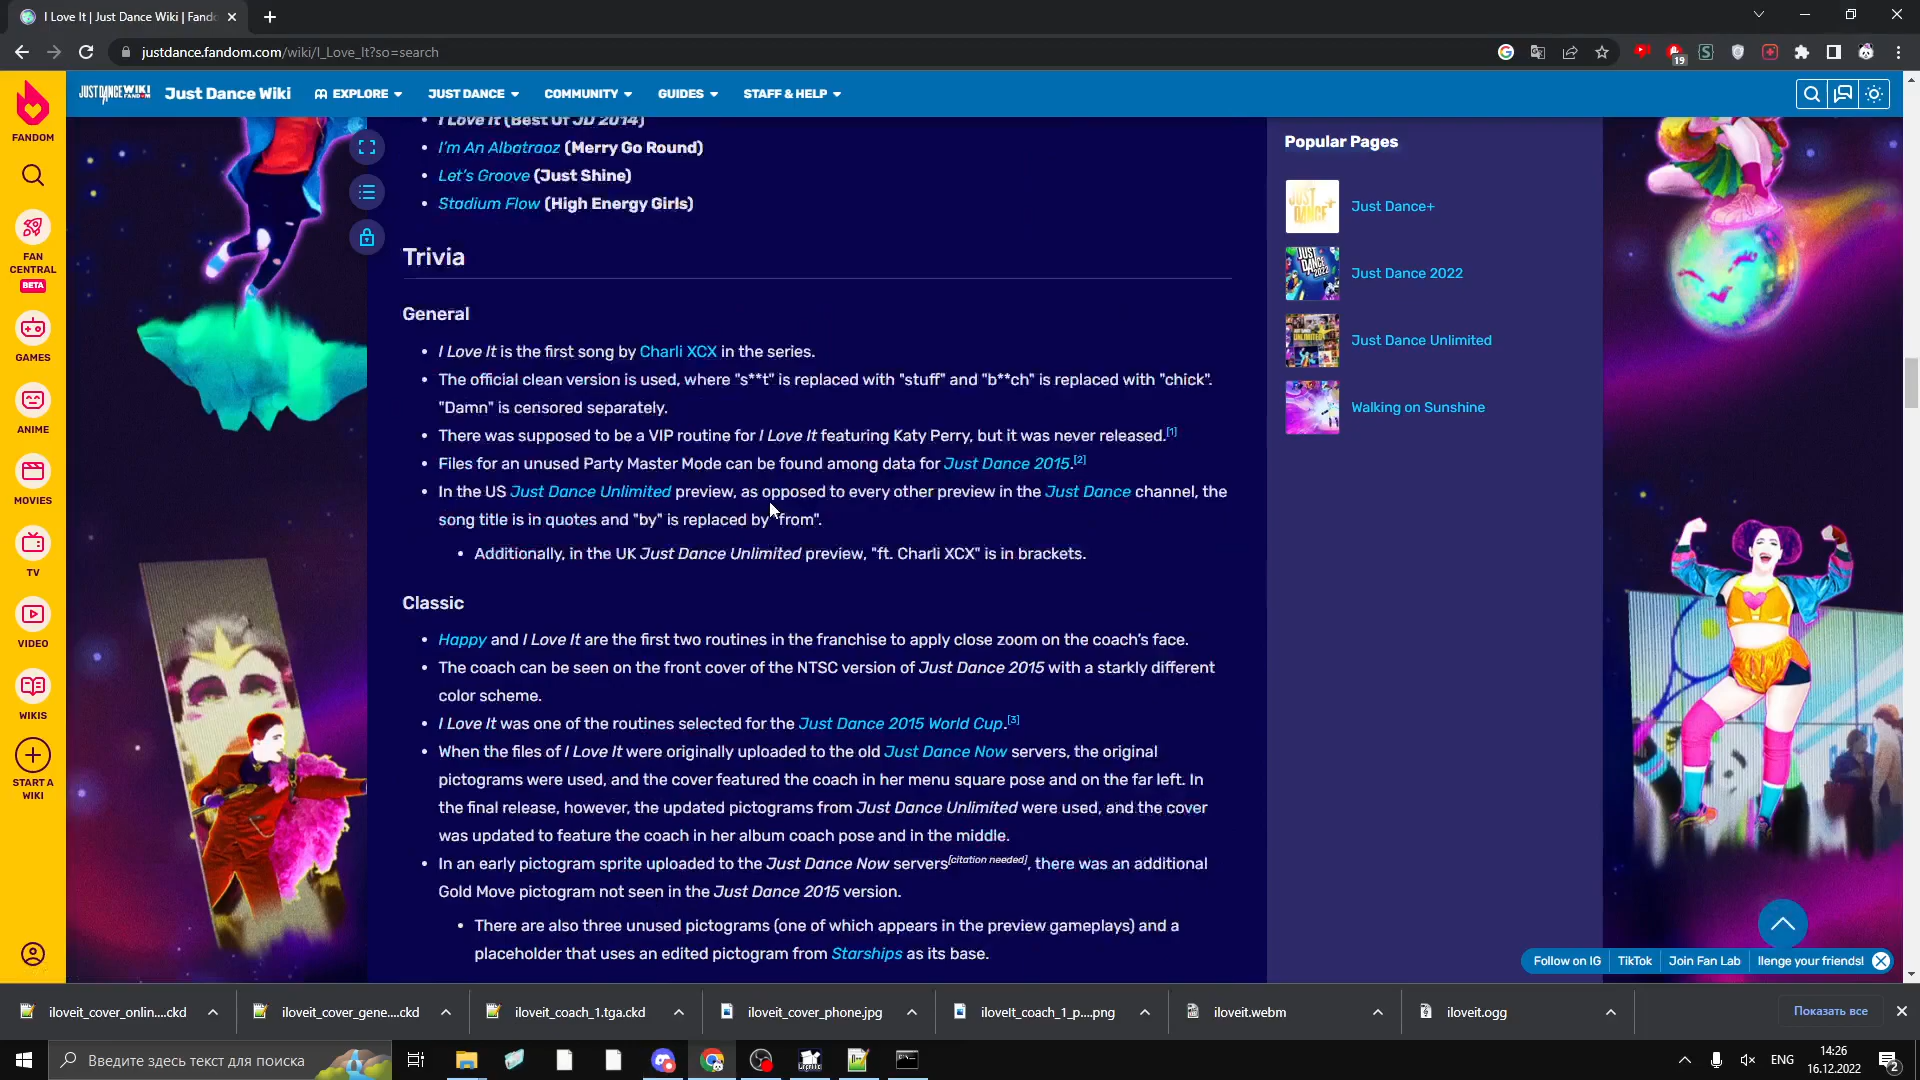 I Love It | Just Dance Wiki | Fando
justdance.fandom.com/wiki/I_Love_It?so=search
19
FANDOM
JUST DANCE WIKI
FANDOM
Just Dance Wiki
EXPLORE
JUST DANCE
COMMUNITY
GUIDES
STAFF & HELP
FAN CENTRAL
BETA
GAMES
ANIME
MOVIES
TV
VIDEO
WIKIS
START A WIKI
I Love It (Best Of JD 2014)
I'm An Albatraoz (Merry Go Round)
Let's Groove (Just Shine)
Stadium Flow (High Energy Girls)
Trivia
General
I Love It is the first song by Charli XCX in the series.
The official clean version is used, where "s**t" is replaced with "stuff" and "b**ch" is replaced with "chick".
"Damn" is censored separately.
There was supposed to be a VIP routine for I Love It featuring Katy Perry, but it was never released.[1]
Files for an unused Party Master Mode can be found among data for Just Dance 2015.[2]
In the US Just Dance Unlimited preview, as opposed to every other preview in the Just Dance channel, the
song title is in quotes and "by" is replaced by "from".
Additionally, in the UK Just Dance Unlimited preview, "ft. Charli XCX" is in brackets.
Classic
Happy and I Love It are the first two routines in the franchise to apply close zoom on the coach's face.
The coach can be seen on the front cover of the NTSC version of Just Dance 2015 with a starkly different
color scheme.
I Love It was one of the routines selected for the Just Dance 2015 World Cup.[3]
When the files of I Love It were originally uploaded to the old Just Dance Now servers, the original
pictograms were used, and the cover featured the coach in her menu square pose and on the far left. In
the final release, however, the updated pictograms from Just Dance Unlimited were used, and the cover
was updated to feature the coach in her album coach pose and in the middle.
In an early pictogram sprite uploaded to the Just Dance Now servers[citation needed], there was an additional
Gold Move pictogram not seen in the Just Dance 2015 version.
There are also three unused pictograms (one of which appears in the preview gameplays) and a
placeholder that uses an edited pictogram from Starships as its base.
Popular Pages
JUST DANCE+
Just Dance+
JUST DANCE 2022
Just Dance 2022
Just Dance Unlimited
Walking on Sunshine
Follow on IG
TikTok
Join Fan Lab
llenge your friends!
iloveit_cover_onlin....ckd
iloveit_cover_gene....ckd
iloveit_coach_1.tga.ckd
iloveit_cover_phone.jpg
iloveIt_coach_1_p....png
iloveit.webm
iloveit.ogg
Показать все
Введите здесь текст для поиска
ENG
14:26
16.12.2022
2